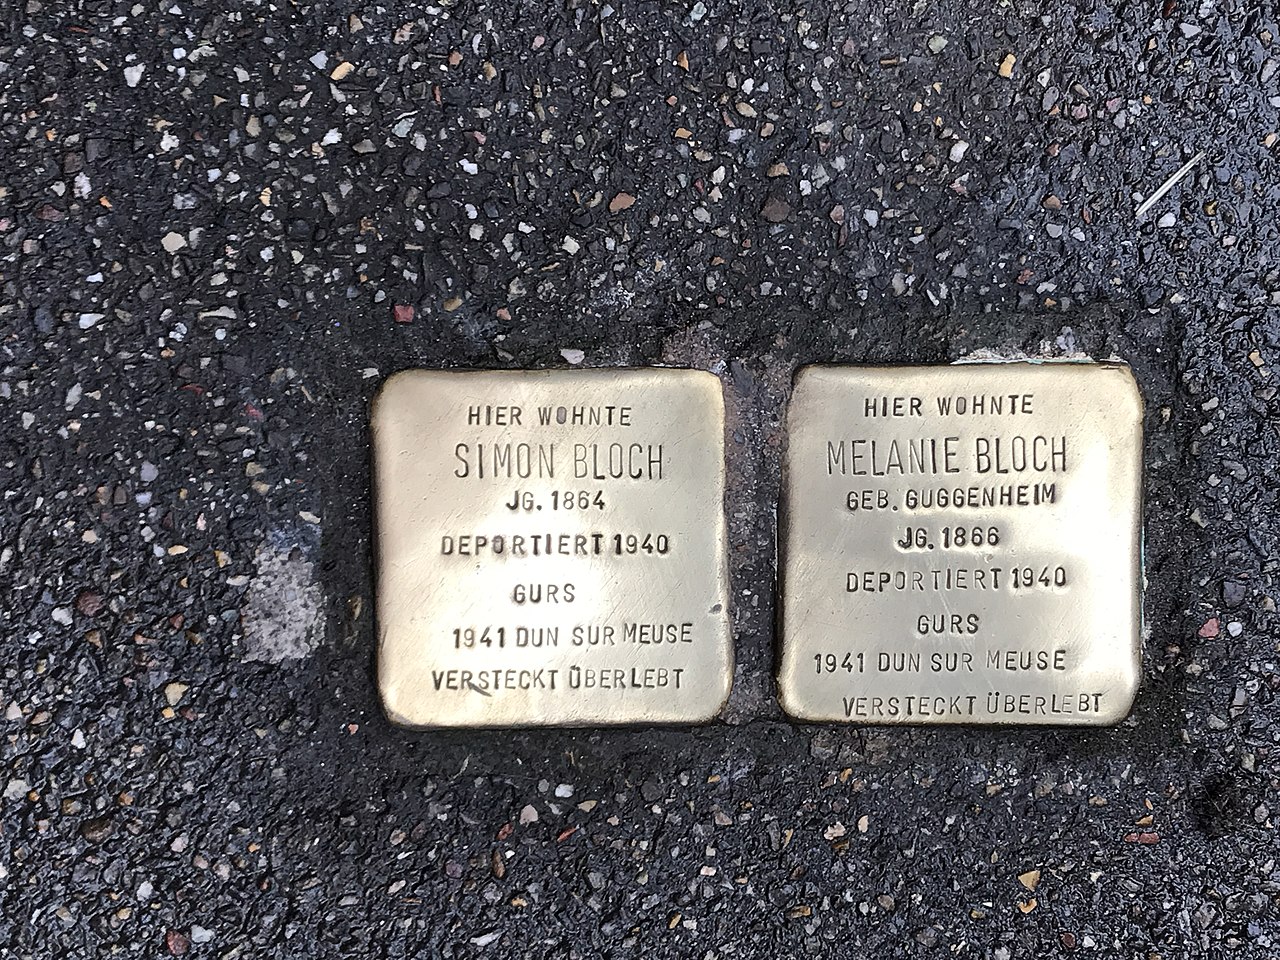 HIER WOHNTE
SIMON BLOCH
JG. 1864
DEPORTIERT 1940
GURS
1941 DUN SUR MEUSE
VERSTECKT ÜBERLEBT
HIER WOHNTE
MELANIE BLOCH
GEB. GUGGENHEIM
JG. 1866
DEPORTIERT 1940
GURS
1941 DUN SUR MEUSE
VERSTECKT ÜBERLEBT